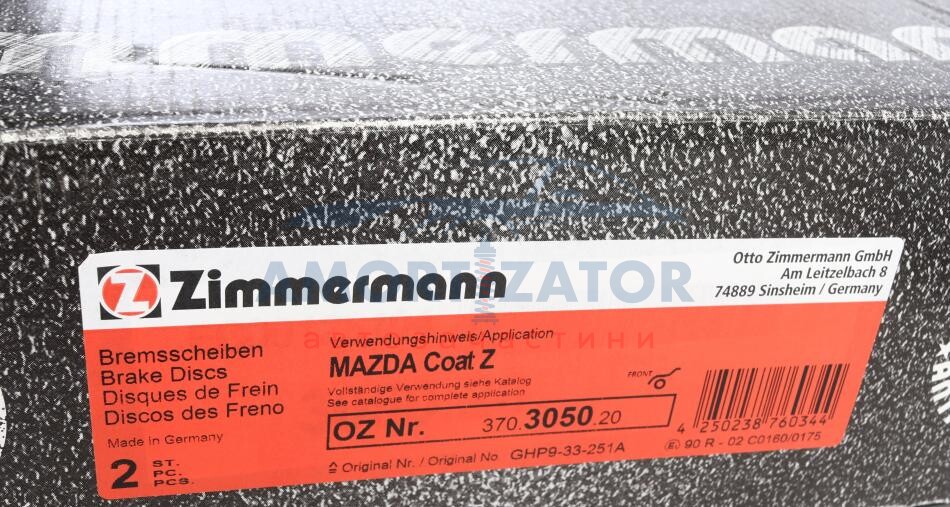 Zimmermann
Otto Zimmermann GmbH
Am Leitzelbach 8
74889 Sinsheim / Germany
AMORTIZATOR
Bremsscheiben
Brake Discs
Disques de Frein
Discos des Freno
Made in Germany
2 ST.
PC.
PCS.
Verwendungshinweis/Application
MAZDA Coat Z
Vollständige Verwendung siehe Katalog
See catalogue for complete application
FRONT
OZ Nr. 370.3050.20
Original Nr. / Original No GHP9-33-251A
4 250238 760344
90 R - 02 C0160/0175